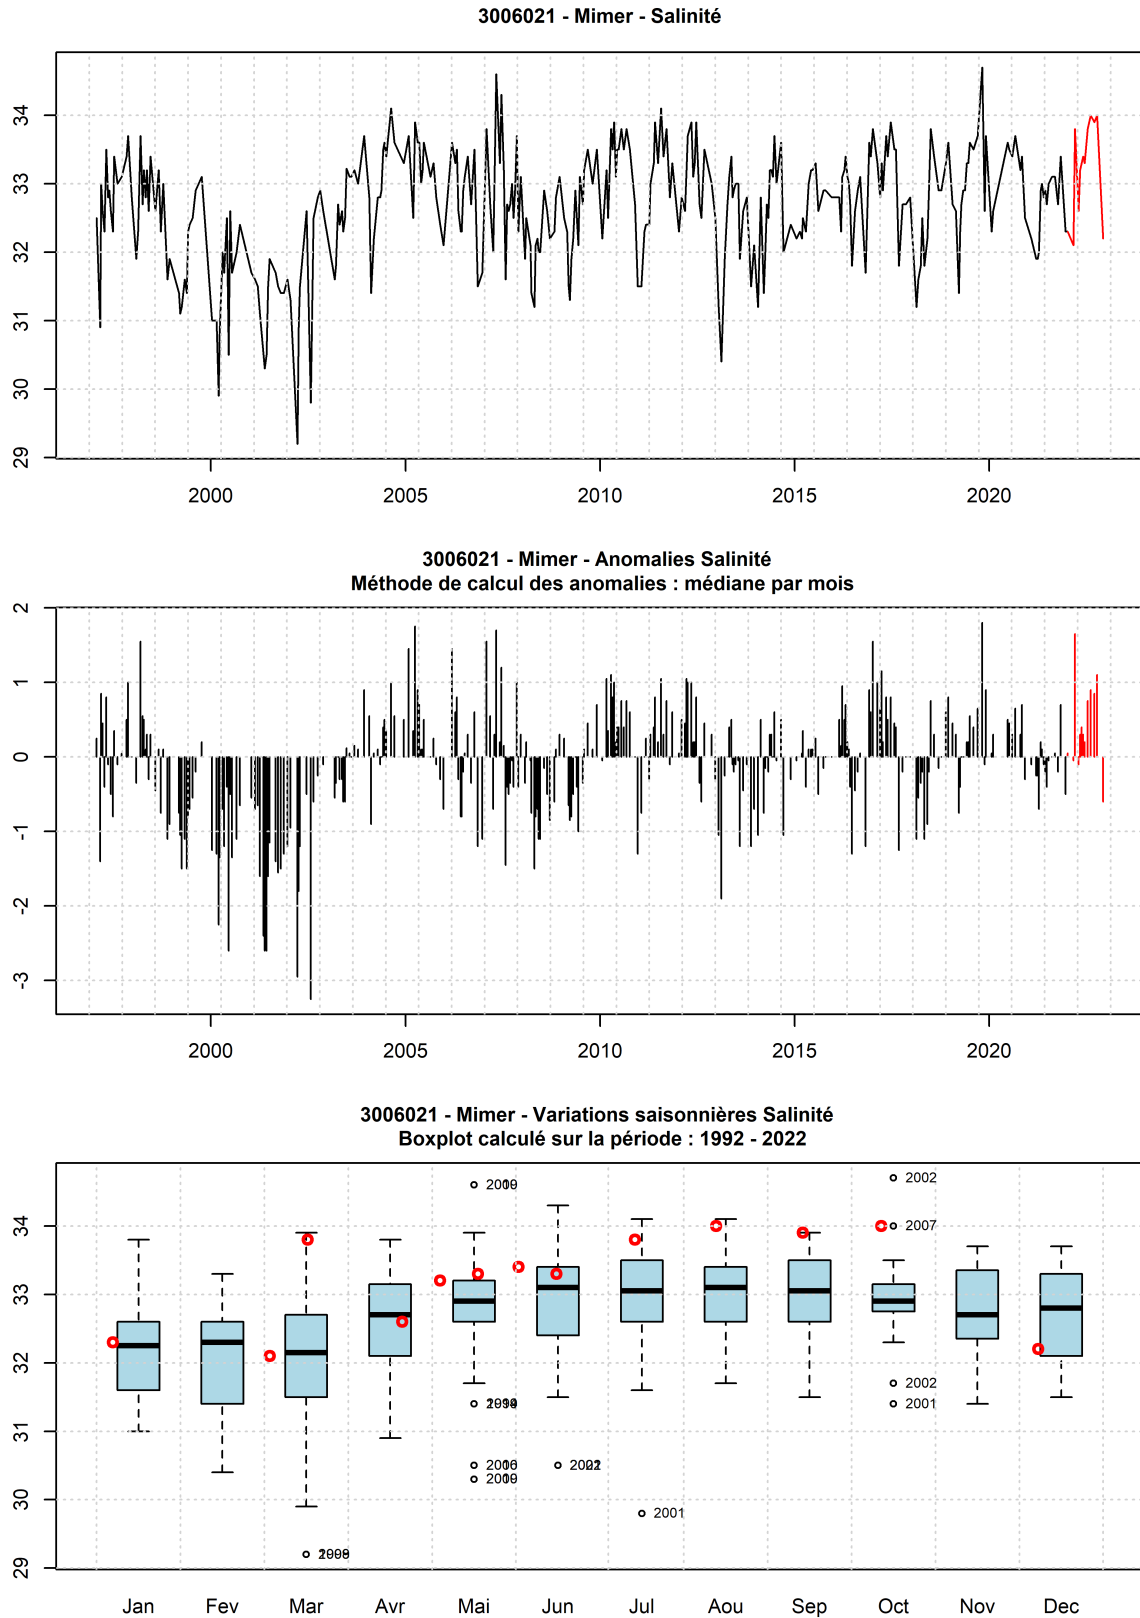 3006021 - Mimer - Salinité
34
33
32
31
30
29
2000 2005 2010 2015 2020
3006021 - Mimer - Anomalies Salinité
Méthode de calcul des anomalies : médiane par mois
2
1
0
-1
-2
-3
2000 2005 2010 2015 2020
3006021 - Mimer - Variations saisonnières Salinité
Boxplot calculé sur la période : 1992 - 2022
34
33
32
31
30
29
2002
2007
2002
2001
2001
Jan Fev Mar Avr Mai Jun Jul Aou Sep Oct Nov Dec